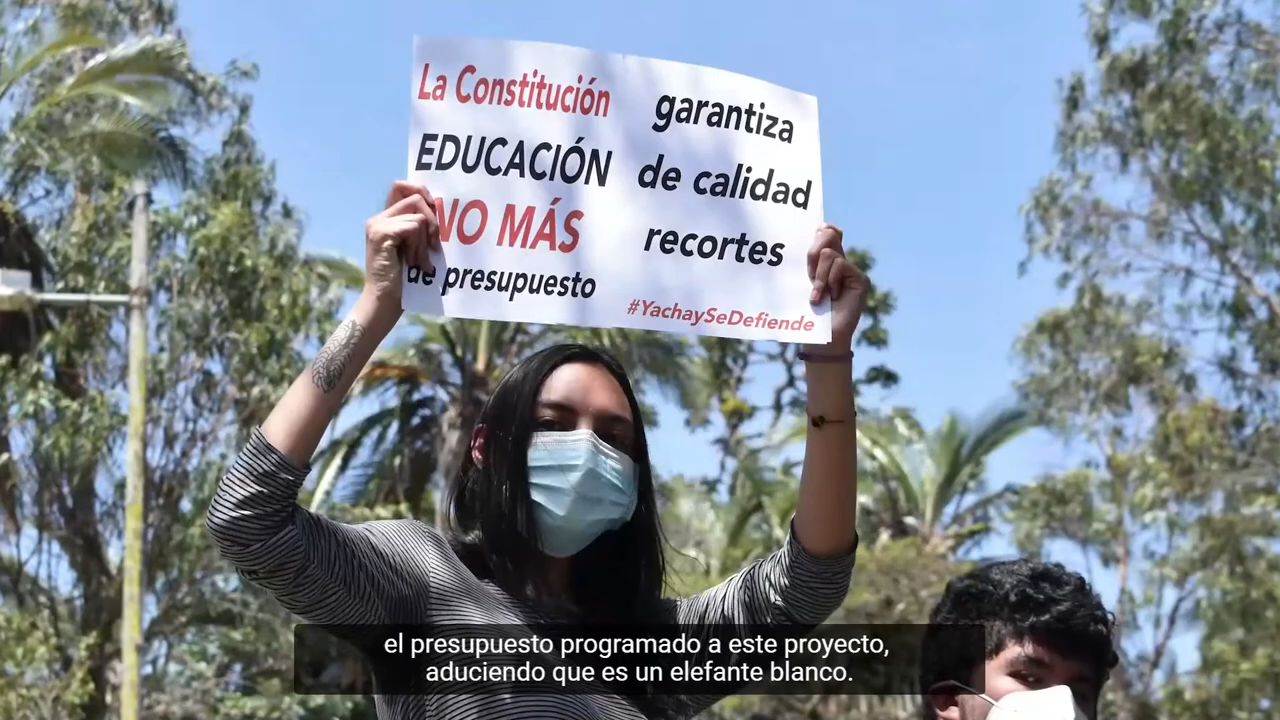 La Constitución garantiza
EDUCACIÓN de calidad
NO MÁS recortes
de presupuesto
#YachaySeDefiende
el presupuesto programado a este proyecto,
aduciendo que es un elefante blanco.